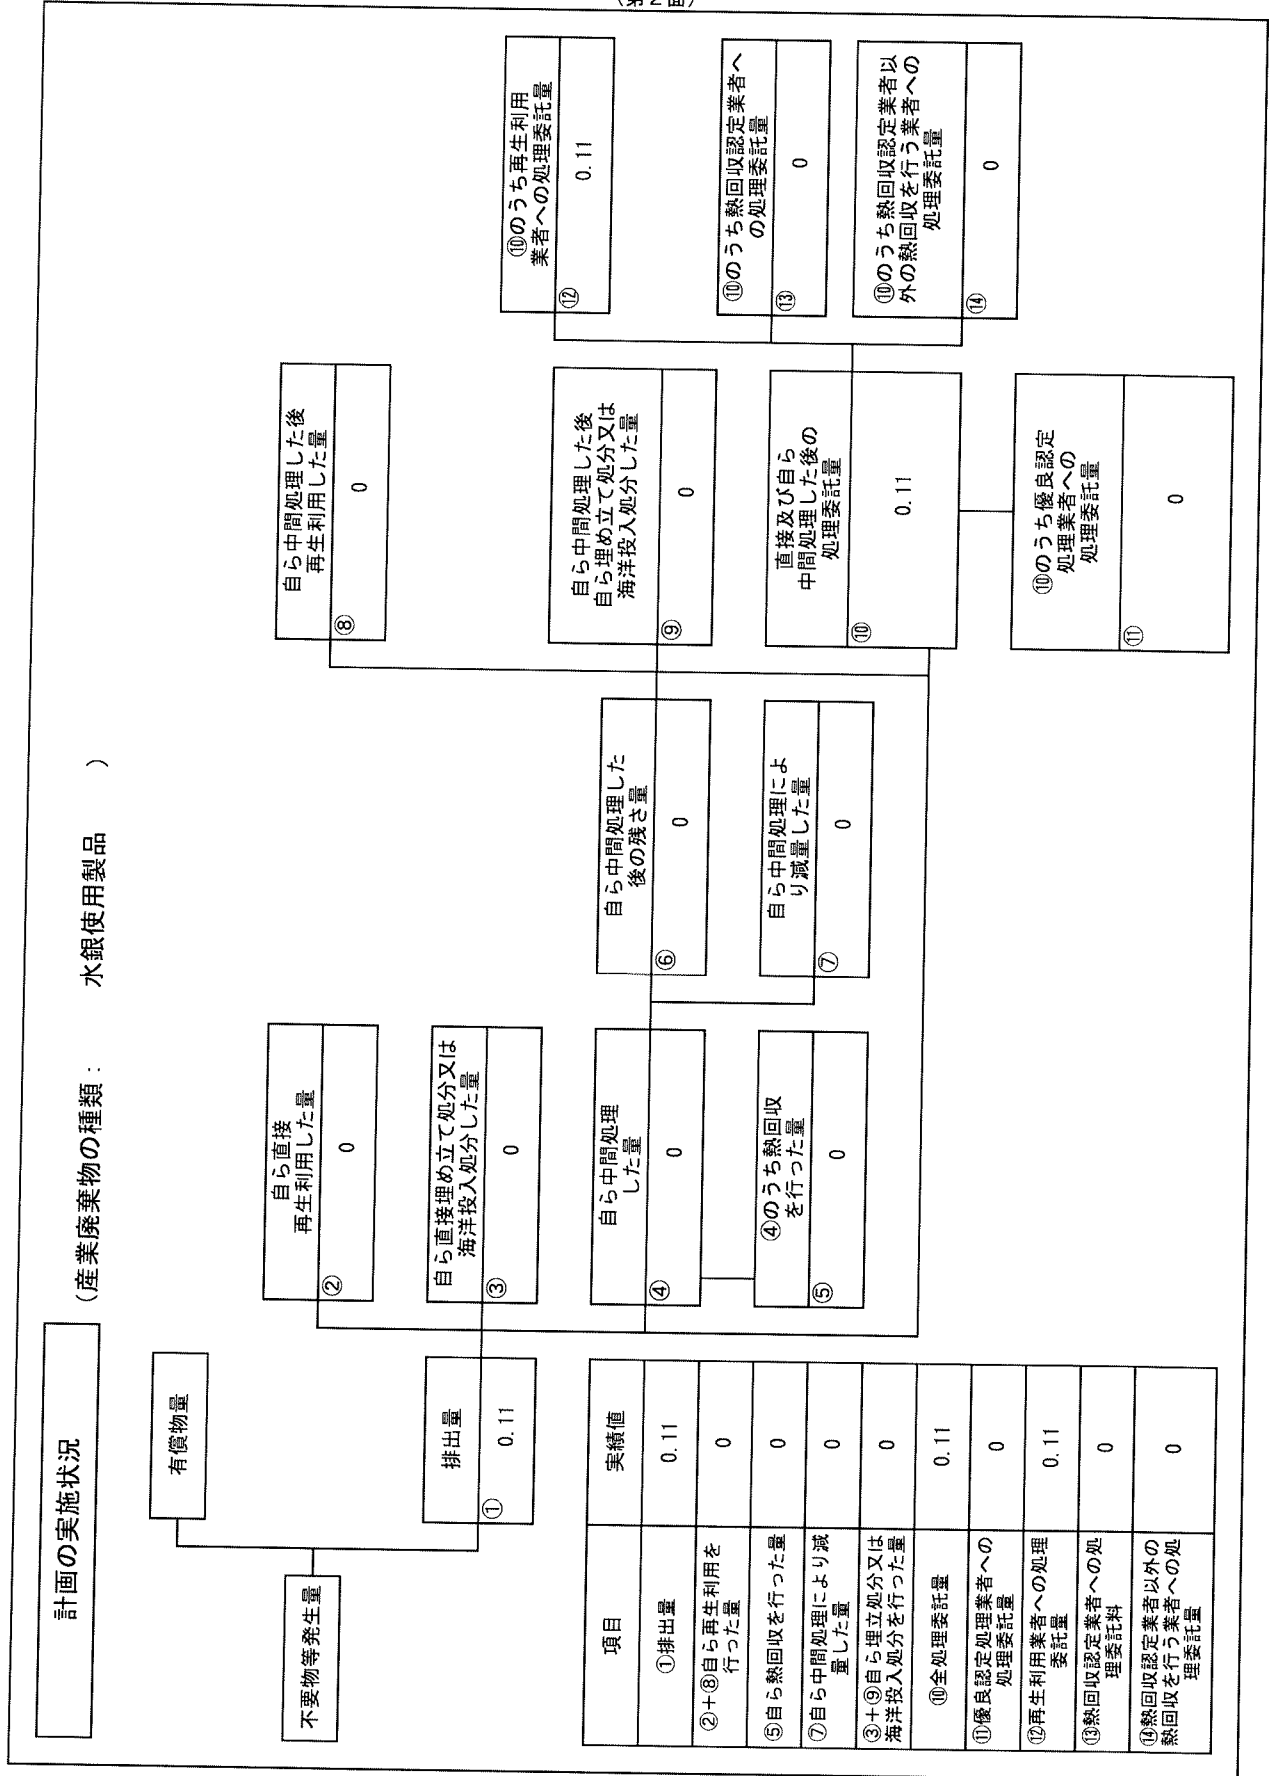 (第2面)
計画の実施状況
(産業廃棄物の種類: 水銀使用製品 )
不要物等発生量
有償物量
排出量
① 0.11
自ら直接
再生利用した量
② 0
自ら直接埋め立て処分又は
海洋投入処分した量
③ 0
自ら中間処理
した量
④ 0
④のうち熱回収
を行った量
⑤ 0
自ら中間処理した
後の残さ量
⑥ 0
自ら中間処理によ
り減量した量
⑦ 0
自ら中間処理した後
再生利用した量
⑧ 0
自ら中間処理した後
自ら埋め立て処分又は
海洋投入処分した量
⑨ 0
直接及び自ら
中間処理した後の
処理委託量
⑩ 0.11
⑩のうち優良認定
処理業者への
処理委託量
⑪ 0
⑩のうち再生利用
業者への処理委託量
⑫ 0.11
⑩のうち熱回収認定業者へ
の処理委託量
⑬ 0
⑩のうち熱回収認定業者以
外の熱回収を行う業者への
処理委託量
⑭ 0
項目 実績値
①排出量 0.11
②+⑧自ら再生利用を
行った量 0
⑤自ら熱回収を行った量 0
⑦自ら中間処理により減
量した量 0
③+⑨自ら埋立処分又は
海洋投入処分を行った量 0
⑩全処理委託量 0.11
⑪優良認定処理業者への
処理委託量 0
⑫再生利用業者への処理
委託量 0.11
⑬熱回収認定業者への処
理委託料 0
⑭熱回収認定業者以外の
熱回収を行う業者への処
理委託量 0